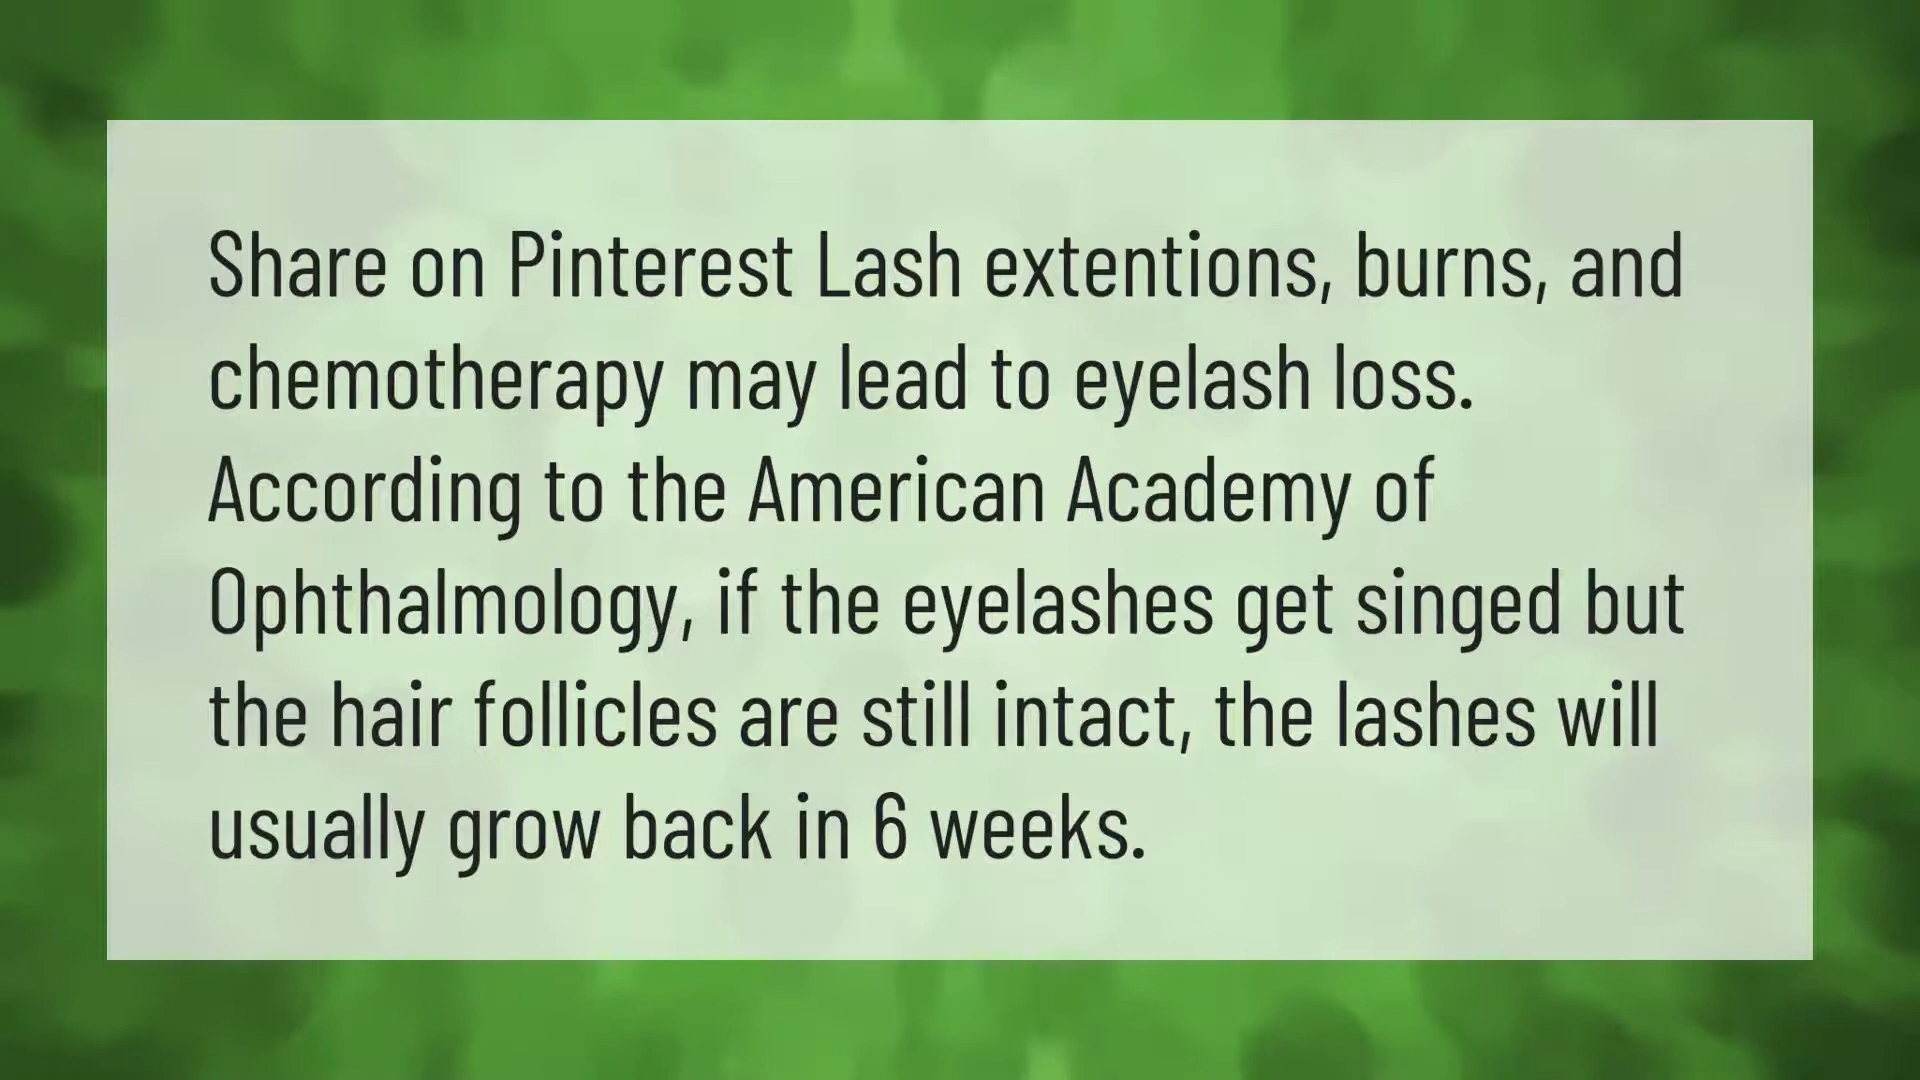 Share on Pinterest Lash extentions, burns, and
chemotherapy may lead to eyelash loss.
According to the American Academy of
Ophthalmology, if the eyelashes get singed but
the hair follicles are still intact, the lashes will
usually grow back in 6 weeks.